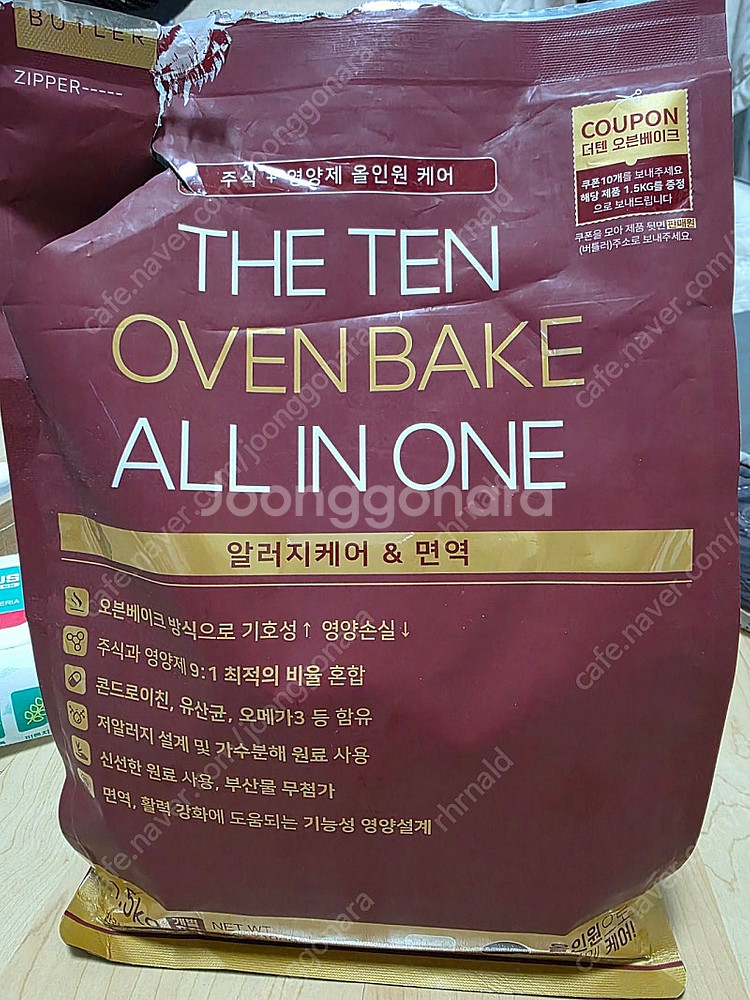 BUTLER
ZIPPER-----
COUPON
더텐 오븐베이크
쿠폰10개를 보내주세요
해당 제품 1.5KG를 증정
으로 보내드립니다
쿠폰을 모아 제품 뒷면 판매원
(버틀러)주소로 보내주세요.
주식 + 영양제 올인원 케어
THE TEN
OVEN BAKE
ALL IN ONE
Joonggonara
알러지케어 & 면역
오븐베이크 방식으로 기호성↑ 영양손실↓
주식과 영양제 9:1 최적의 비율 혼합
콘드로이친, 유산균, 오메가3 등 함유
저알러지 설계 및 가수분해 원료 사용
신선한 원료 사용, 부산물 무첨가
면역, 활력 강화에 도움되는 기능성 영양설계
NET WT
케어!
cafe.naver.com/joonggonara
rhrnald